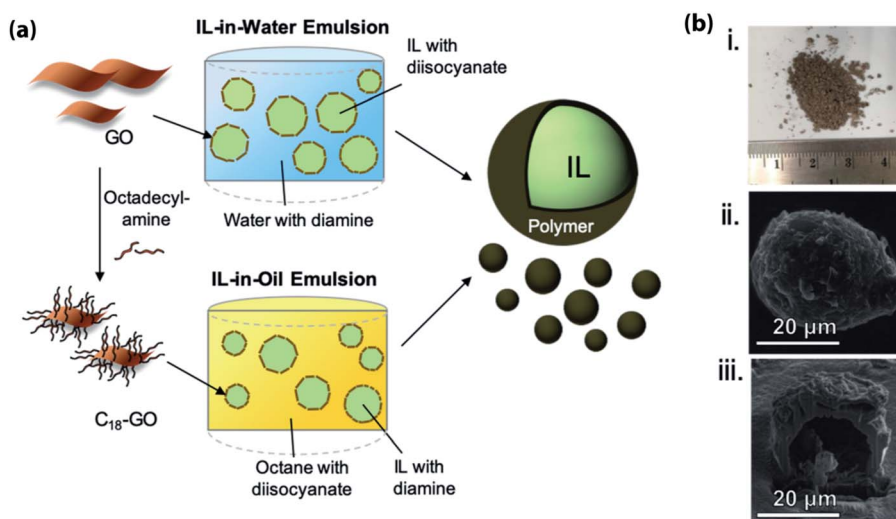 (a)
IL-in-Water Emulsion
IL with
diisocyanate
GO
Octadecyl-
amine
Water with diamine
IL
Polymer
IL-in-Oil Emulsion
C₁₈-GO
Octane with
diisocyanate
IL with
diamine
(b)
i.
1 2 3 4
ii.
20 μm
iii.
20 μm